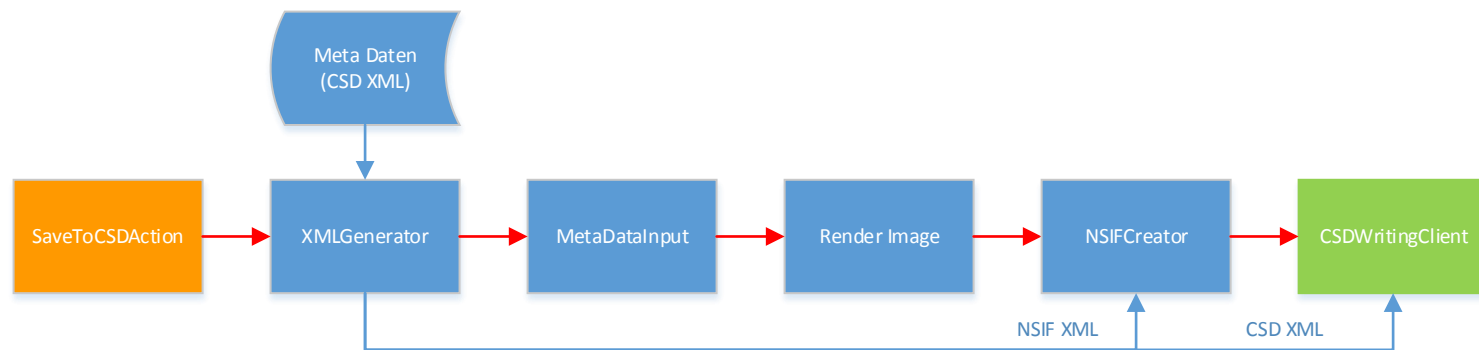 Meta Daten
(CSD XML)
SaveToCSDAction
XMLGenerator
MetaDataInput
Render Image
NSIFCreator
CSDWritingClient
NSIF XML
CSD XML